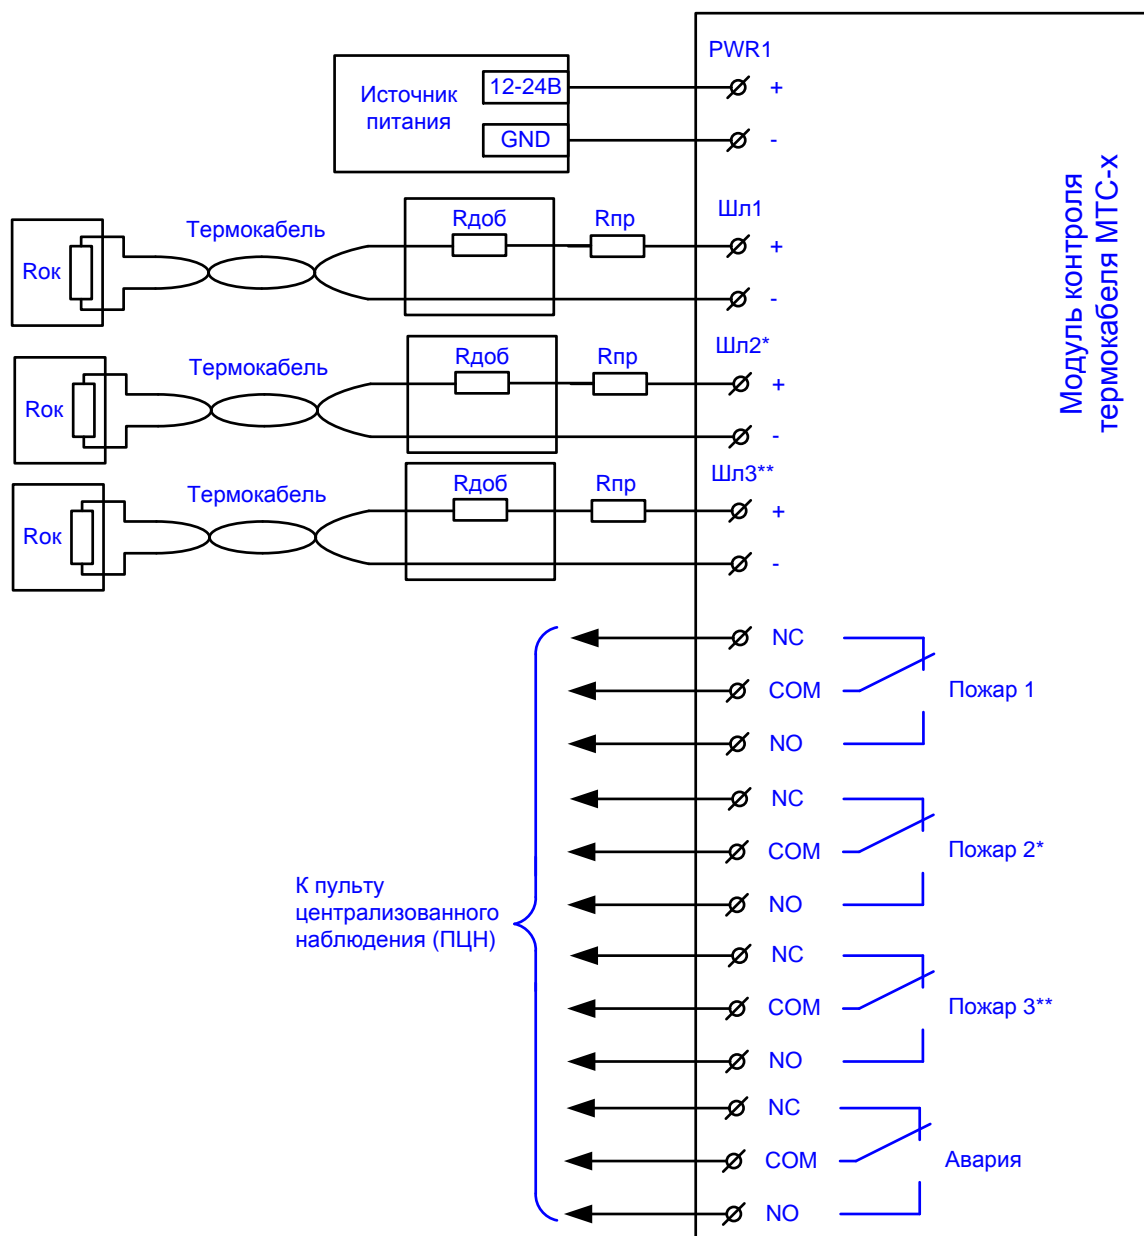 PWR1
12-24В
+
Источник
питания
GND
-
Модуль контроля
термокабеля МТС-х
Шл1
Rдоб
Rпр
Термокабель
+
Rок
-
Шл2*
Rдоб
Rпр
Термокабель
+
Rок
-
Шл3**
Rдоб
Rпр
Термокабель
+
Rок
-
NC
COM
Пожар 1
NO
NC
COM
Пожар 2*
NO
К пульту
централизованного
наблюдения (ПЦН)
NC
COM
Пожар 3**
NO
NC
COM
Авария
NO